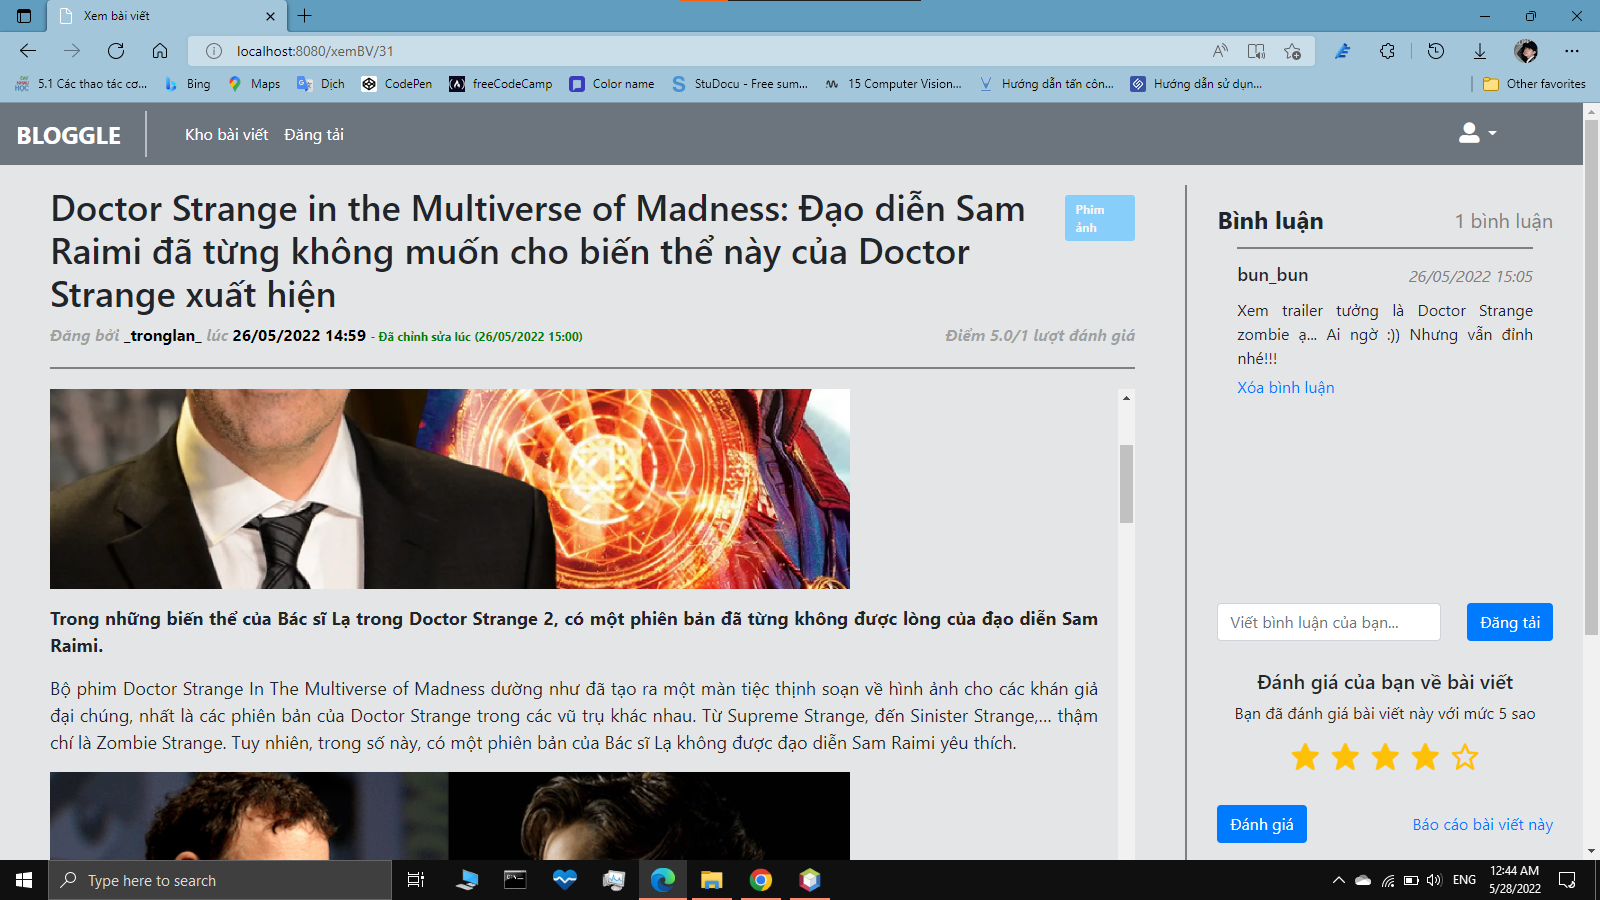 Xem bài viết
localhost:8080/xemBV/31
5.1 Các thao tác cơ...
Bing
Maps
Dịch
CodePen
freeCodeCamp
Color name
StuDocu - Free sum...
15 Computer Vision...
Hướng dẫn tấn côn...
Hướng dẫn sử dụn...
Other favorites
BLOGGLE
Kho bài viết
Đăng tải
Doctor Strange in the Multiverse of Madness: Đạo diễn Sam
Raimi đã từng không muốn cho biến thể này của Doctor
Strange xuất hiện
Phim
ảnh
Đăng bởi _tronglan_ lúc 26/05/2022 14:59 - Đã chỉnh sửa lúc (26/05/2022 15:00)
Điểm 5.0/1 lượt đánh giá
Trong những biến thể của Bác sĩ Lạ trong Doctor Strange 2, có một phiên bản đã từng không được lòng của đạo diễn Sam
Raimi.
Bộ phim Doctor Strange In The Multiverse of Madness dường như đã tạo ra một màn tiệc thịnh soạn về hình ảnh cho các khán giả
đại chúng, nhất là các phiên bản của Doctor Strange trong các vũ trụ khác nhau. Từ Supreme Strange, đến Sinister Strange,... thậm
chí là Zombie Strange. Tuy nhiên, trong số này, có một phiên bản của Bác sĩ Lạ không được đạo diễn Sam Raimi yêu thích.
Bình luận
1 bình luận
bun_bun
26/05/2022 15:05
Xem trailer tưởng là Doctor Strange
zombie ạ... Ai ngờ :)) Nhưng vẫn đỉnh
nhé!!!
Xóa bình luận
Viết bình luận của bạn...
Đăng tải
Đánh giá của bạn về bài viết
Bạn đã đánh giá bài viết này với mức 5 sao
Đánh giá
Báo cáo bài viết này
Type here to search
ENG
12:44 AM
5/28/2022